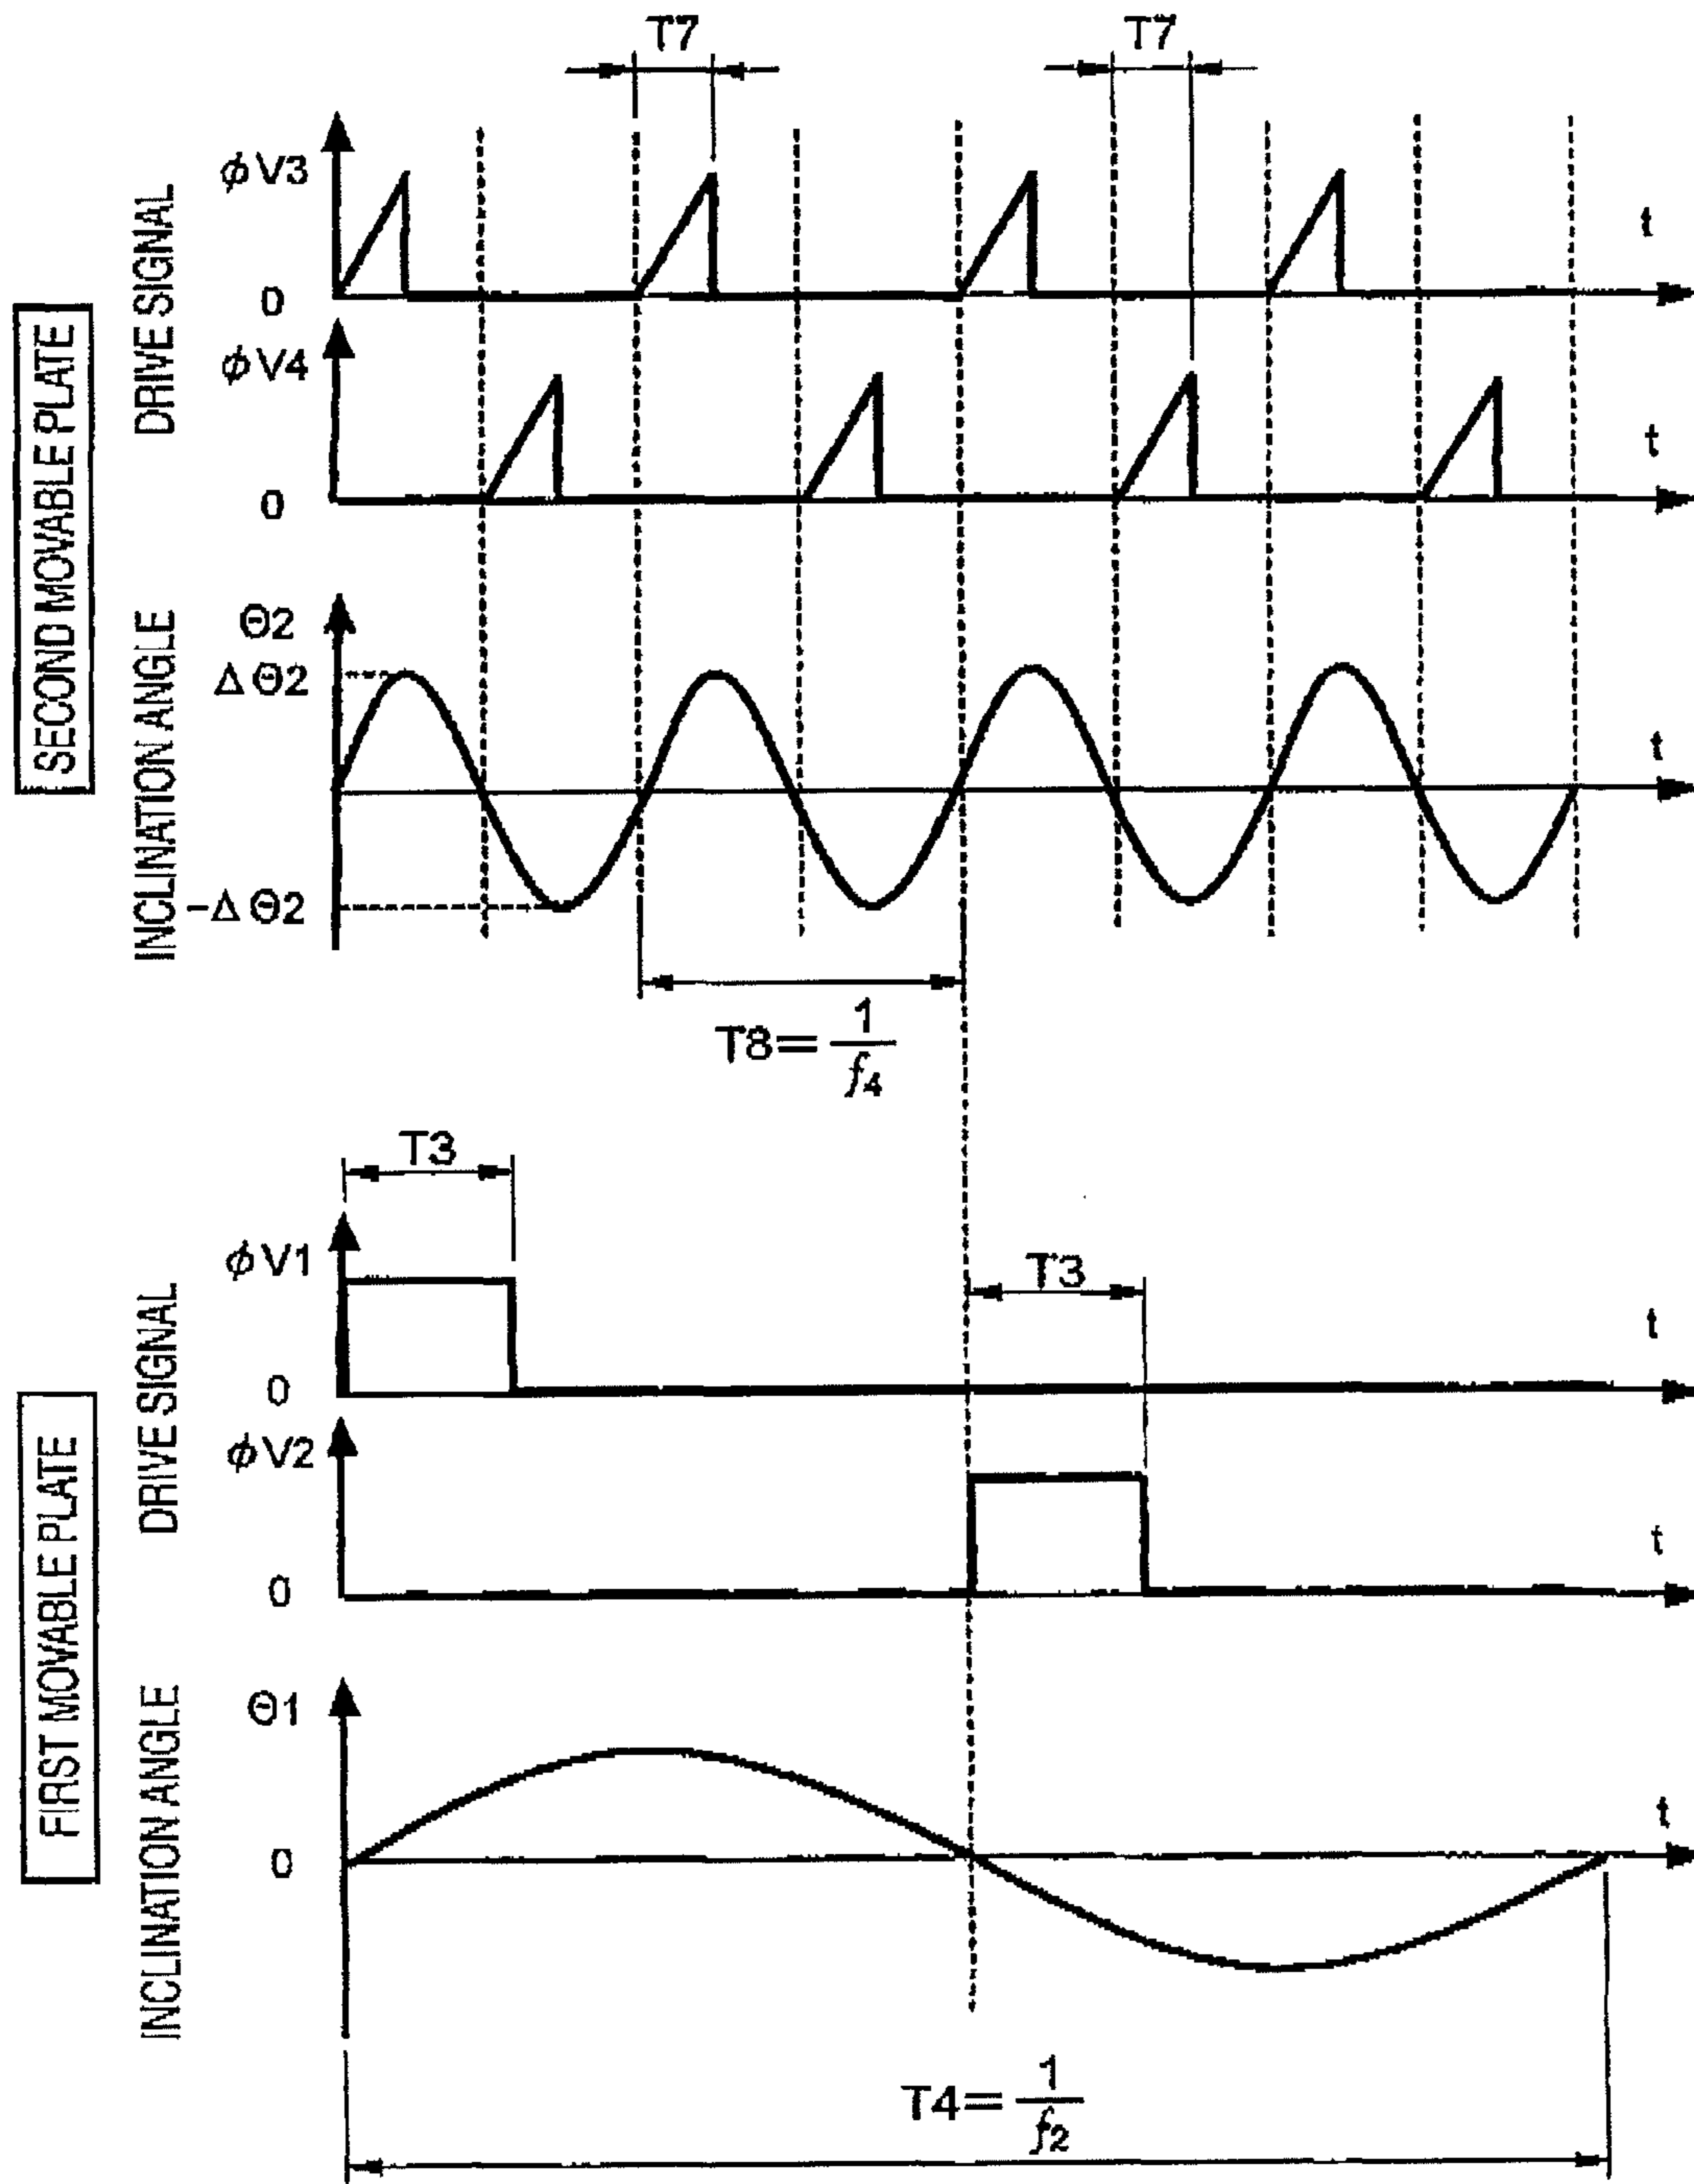 T7
T7
SECOND MOVABLE PLATE
DRIVE SIGNAL
ϕV3
0
t
ϕV4
0
t
INCLINATION ANGLE
Θ2
ΔΘ2
-ΔΘ2
t
T8=1/f4
FIRST MOVABLE PLATE
DRIVE SIGNAL
T3
ϕV1
0
t
T3
ϕV2
0
t
INCLINATION ANGLE
Θ1
0
t
T4=1/f2